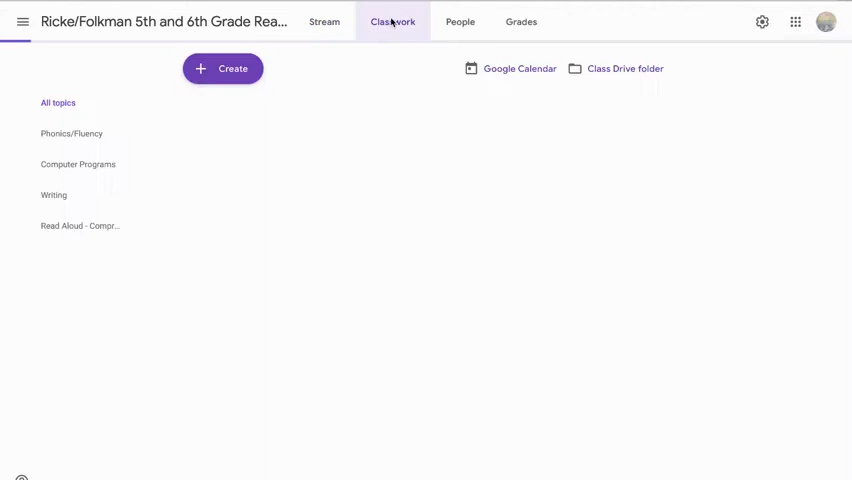 Ricke/Folkman 5th and 6th Grade Rea... Stream Classwork People Grades
Create
Google Calendar
Class Drive folder
All topics
Phonics/Fluency
Computer Programs
Writing
Read Aloud - Compr...